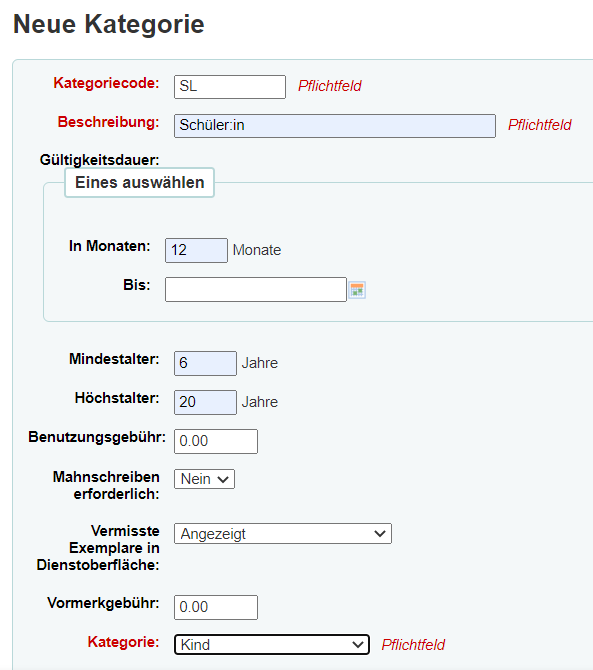 Neue Kategorie
Kategoriecode: SL Pflichtfeld
Beschreibung: Schüler:in Pflichtfeld
Gültigkeitsdauer:
Eines auswählen
In Monaten: 12 Monate
Bis:
Mindestalter: 6 Jahre
Höchstalter: 20 Jahre
Benutzungsgebühr: 0.00
Mahnschreiben
erforderlich: Nein
Vermisste
Exemplare in
Dienstoberfläche: Angezeigt
Vormerkgebühr: 0.00
Kategorie: Kind Pflichtfeld